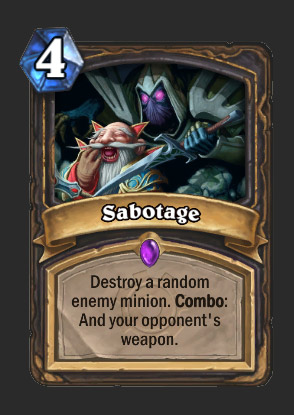 4
Sabotage
Destroy a random
enemy minion. Combo:
And your opponent's
weapon.